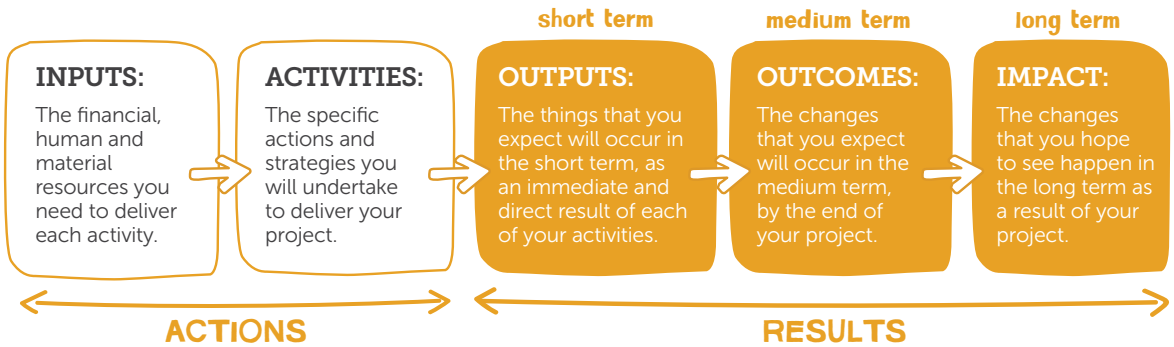 short term
medium term
long term
INPUTS:
The financial,
human and
material
resources you
need to deliver
each activity.
ACTIVITIES:
The specific
actions and
strategies you
will undertake
to deliver your
project.
OUTPUTS:
The things that you
expect will occur in
the short term, as
an immediate and
direct result of each
of your activities.
OUTCOMES:
The changes
that you expect
will occur in the
medium term,
by the end of
your project.
IMPACT:
The changes
that you hope
to see happen in
the long term as
a result of your
project.
ACTIONS
RESULTS